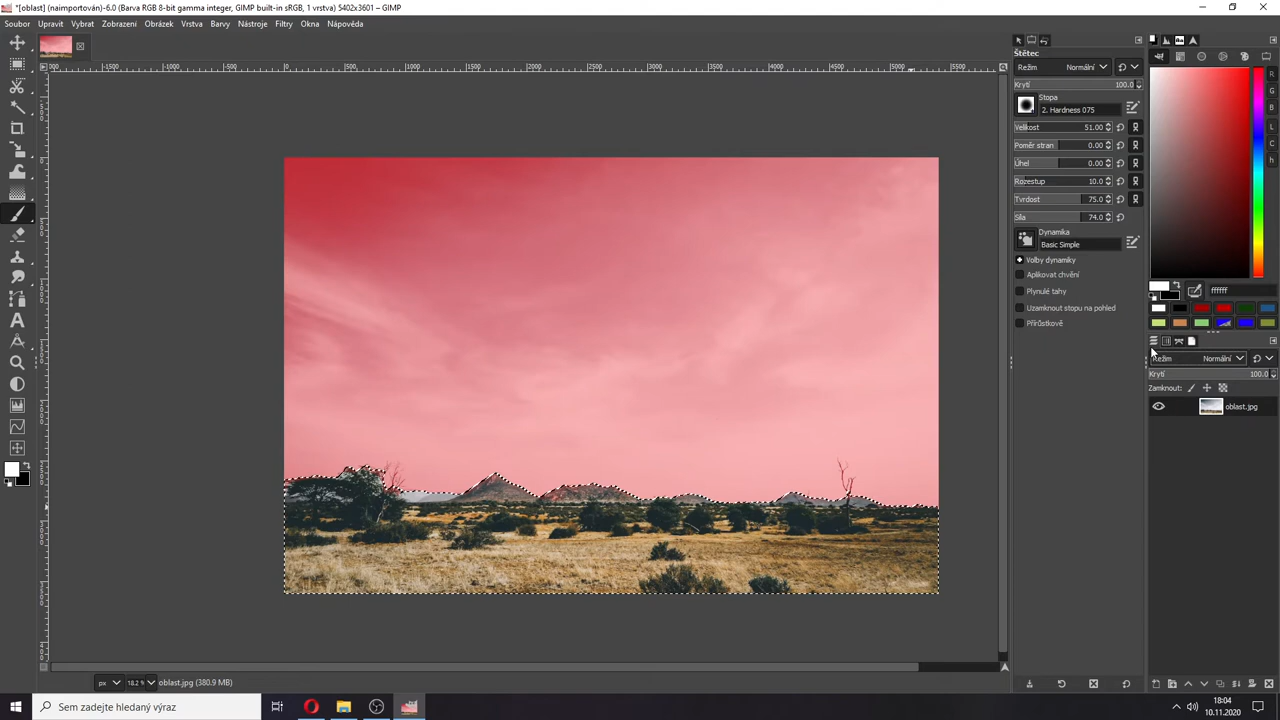 *[oblast] (naimportován)-6.0 (Barva RGB 8-bit gamma integer, GIMP built-in sRGB, 1 vrstva) 5402x3601 – GIMP
Soubor Upravit Vybrat Zobrazení Obrázek Vrstva Barvy Nástroje Filtry Okna Nápověda
Štětec
Režim Normální
Krytí 100.0
Stopa
2. Hardness 075
Velikost 51.00
Poměr stran 0.00
Úhel 0.00
Rozestup 10.0
Tvrdost 75.0
Síla 74.0
Dynamika
Basic Simple
Volby dynamiky
Aplikovat chvění
Plynulé tahy
Uzamknout stopu na pohled
Přírůstkově
R
G
B
L
C
h
ffffff
Režim Normální
Krytí 100.0
Zamknout:
oblast.jpg
px 18.2 % oblast.jpg (380.9 MB)
Sem zadejte hledaný výraz
18:04
10.11.2020